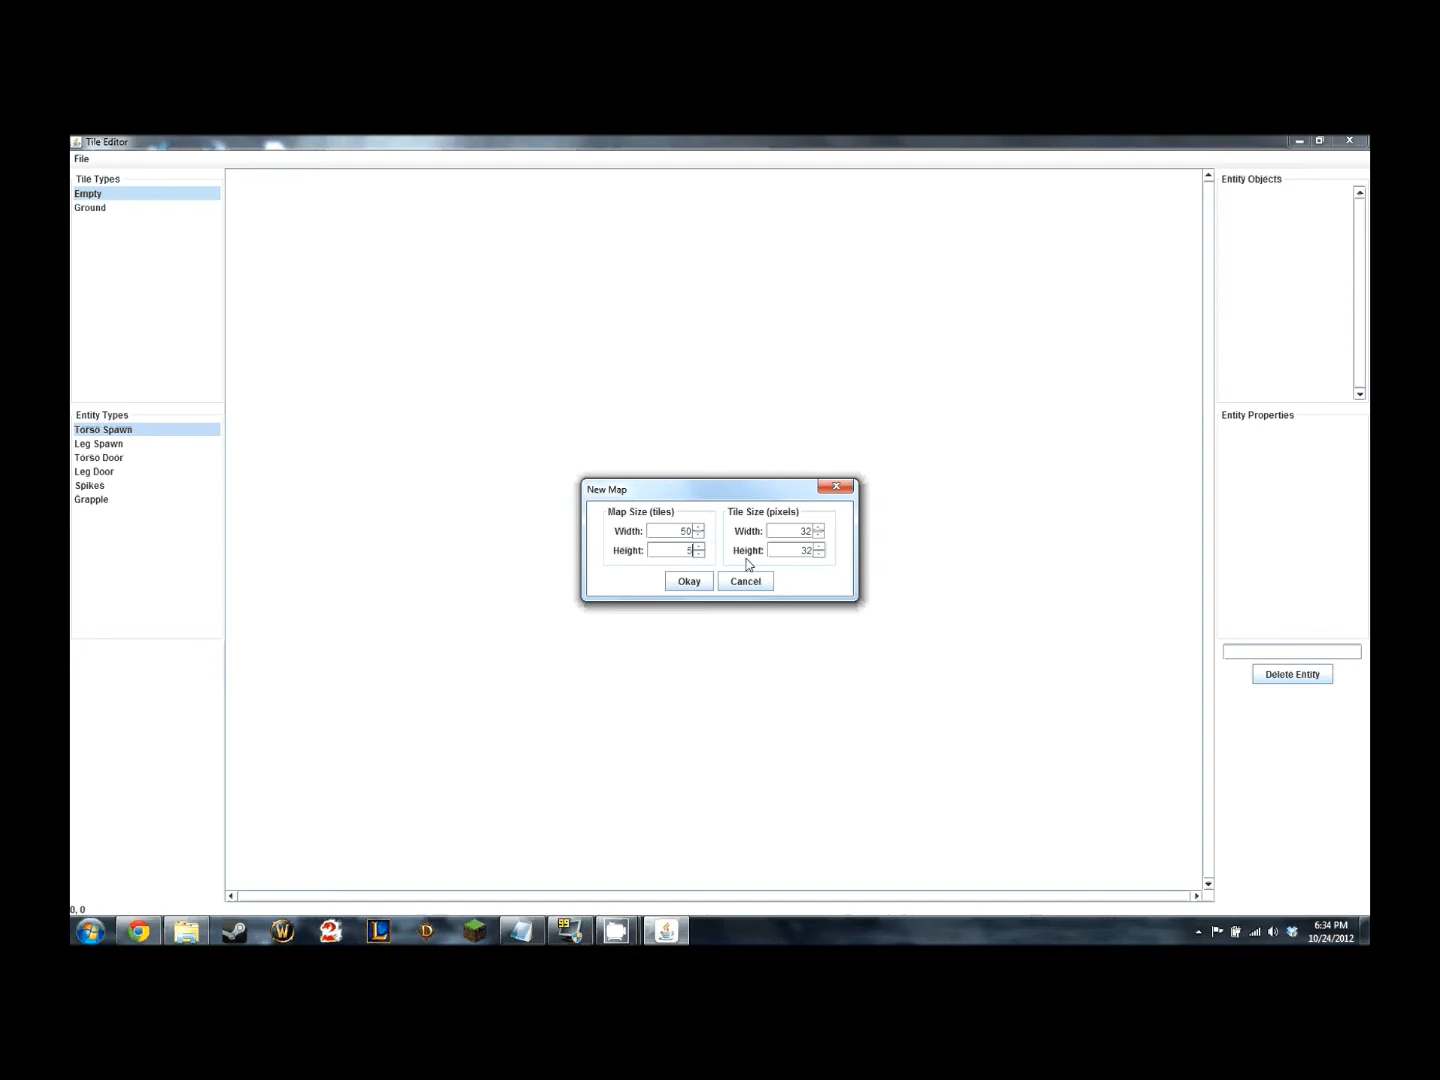 Tile Editor
File
Tile Types
Empty
Ground
Entity Types
Torso Spawn
Leg Spawn
Torso Door
Leg Door
Spikes
Grapple
New Map
Map Size (tiles)
Width: 50
Height: 5
Tile Size (pixels)
Width: 32
Height: 32
Okay
Cancel
Entity Objects
Entity Properties
Delete Entity
0, 0
99
6:34 PM
10/24/2012